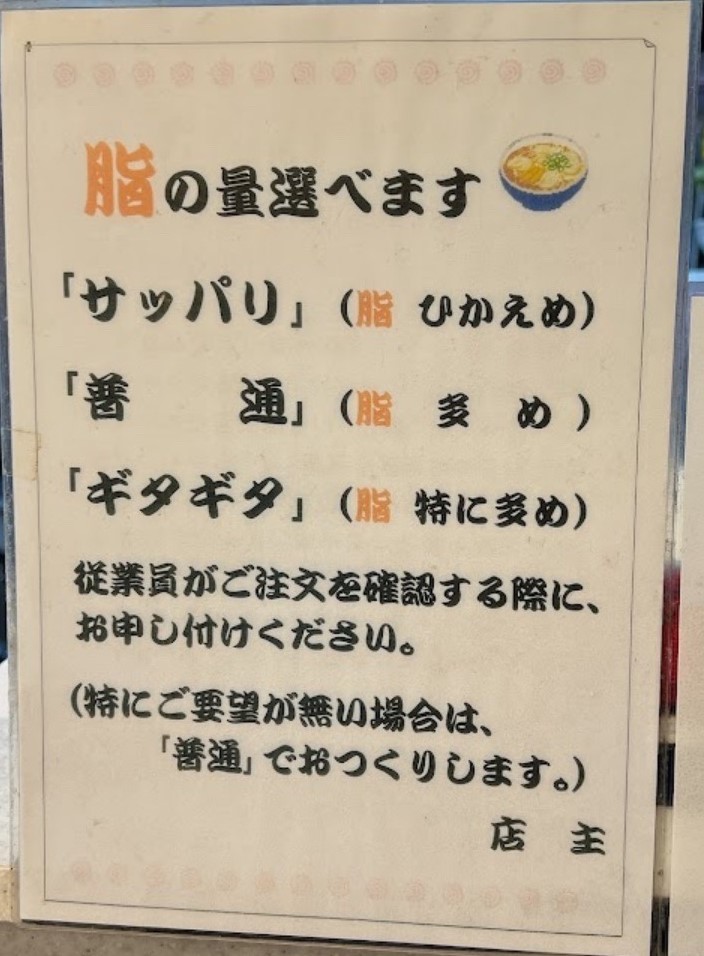 脂の量選べます
「サッパリ」（脂 ひかえめ）
「普　　通」（脂 多 め ）
「ギタギタ」（脂 特に多め）
従業員がご注文を確認する際に、
お申し付けください。
（特にご要望が無い場合は、
「普通」でおつくりします。）
店　主